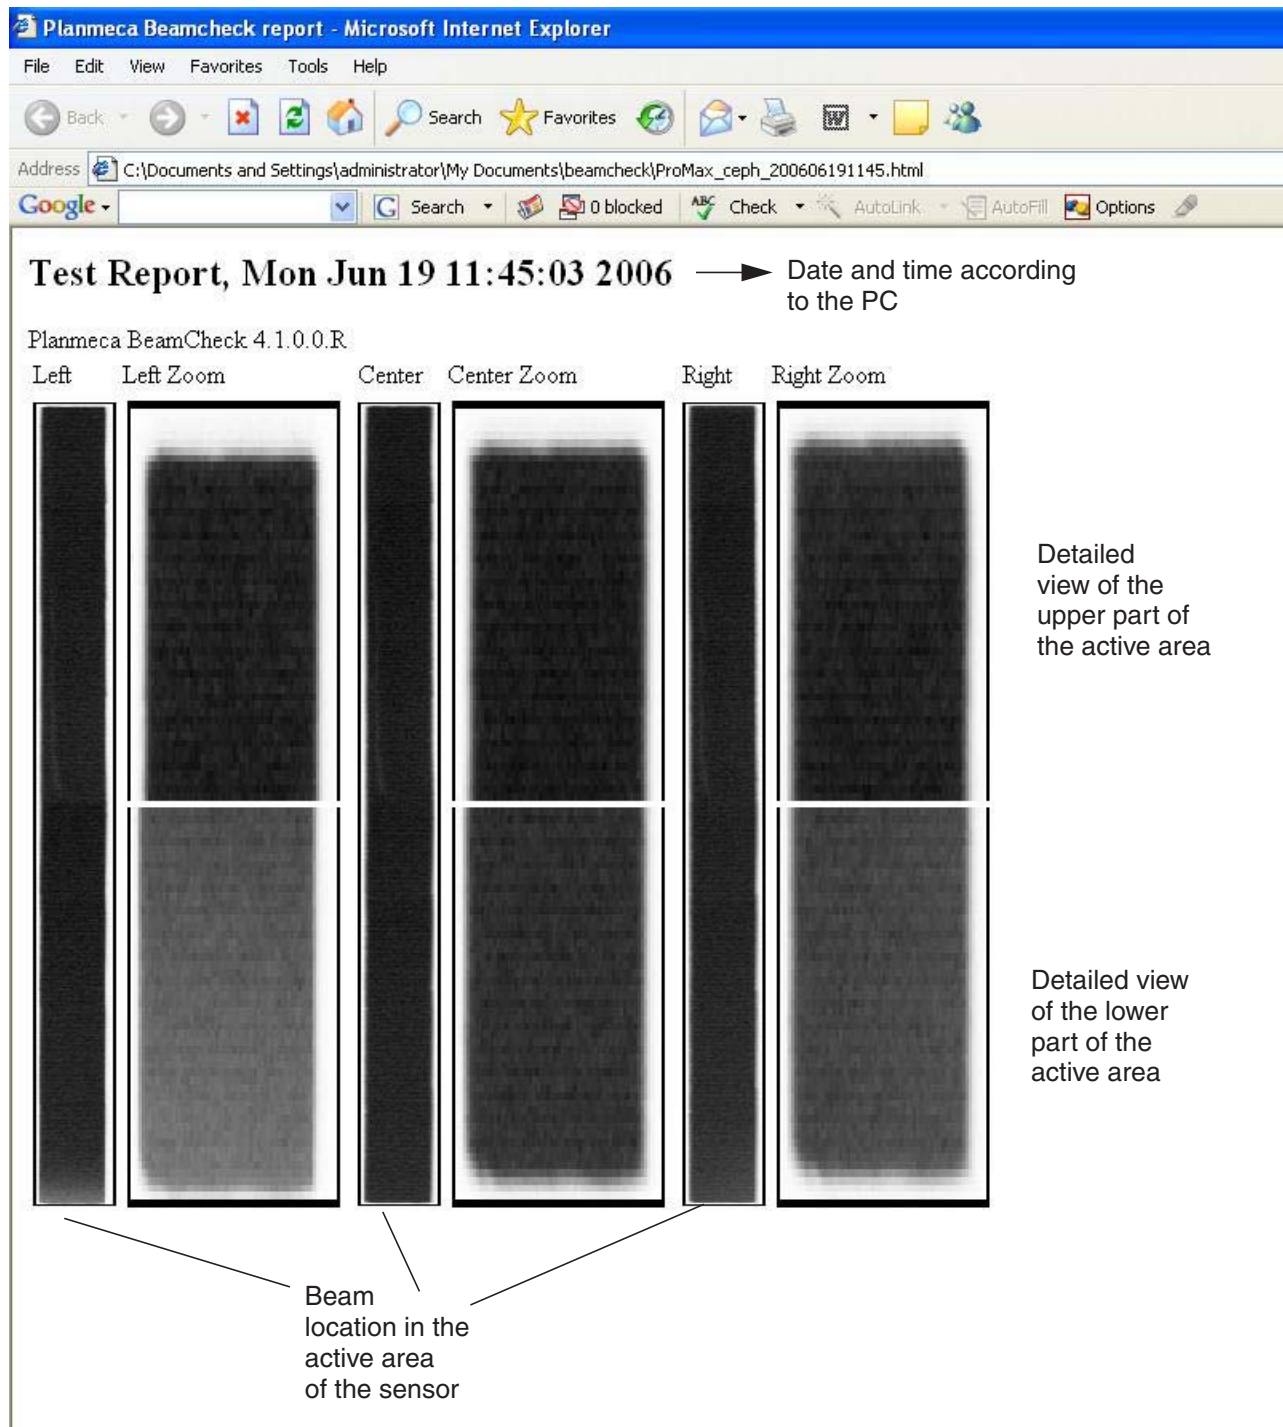 Planmeca Beamcheck report - Microsoft Internet Explorer
File Edit View Favorites Tools Help
Back Search Favorites W
Address C:\Documents and Settings\administrator\My Documents\beamcheck\ProMax_ceph_200606191145.html
Google G Search 0 blocked ABC Check AutoLink AutoFill Options
Test Report, Mon Jun 19 11:45:03 2006
Date and time according
to the PC
Planmeca BeamCheck 4.1.0.0.R
Left Left Zoom Center Center Zoom Right Right Zoom
Detailed
view of the
upper part of
the active area
Detailed view
of the lower
part of the
active area
Beam
location in the
active area
of the sensor